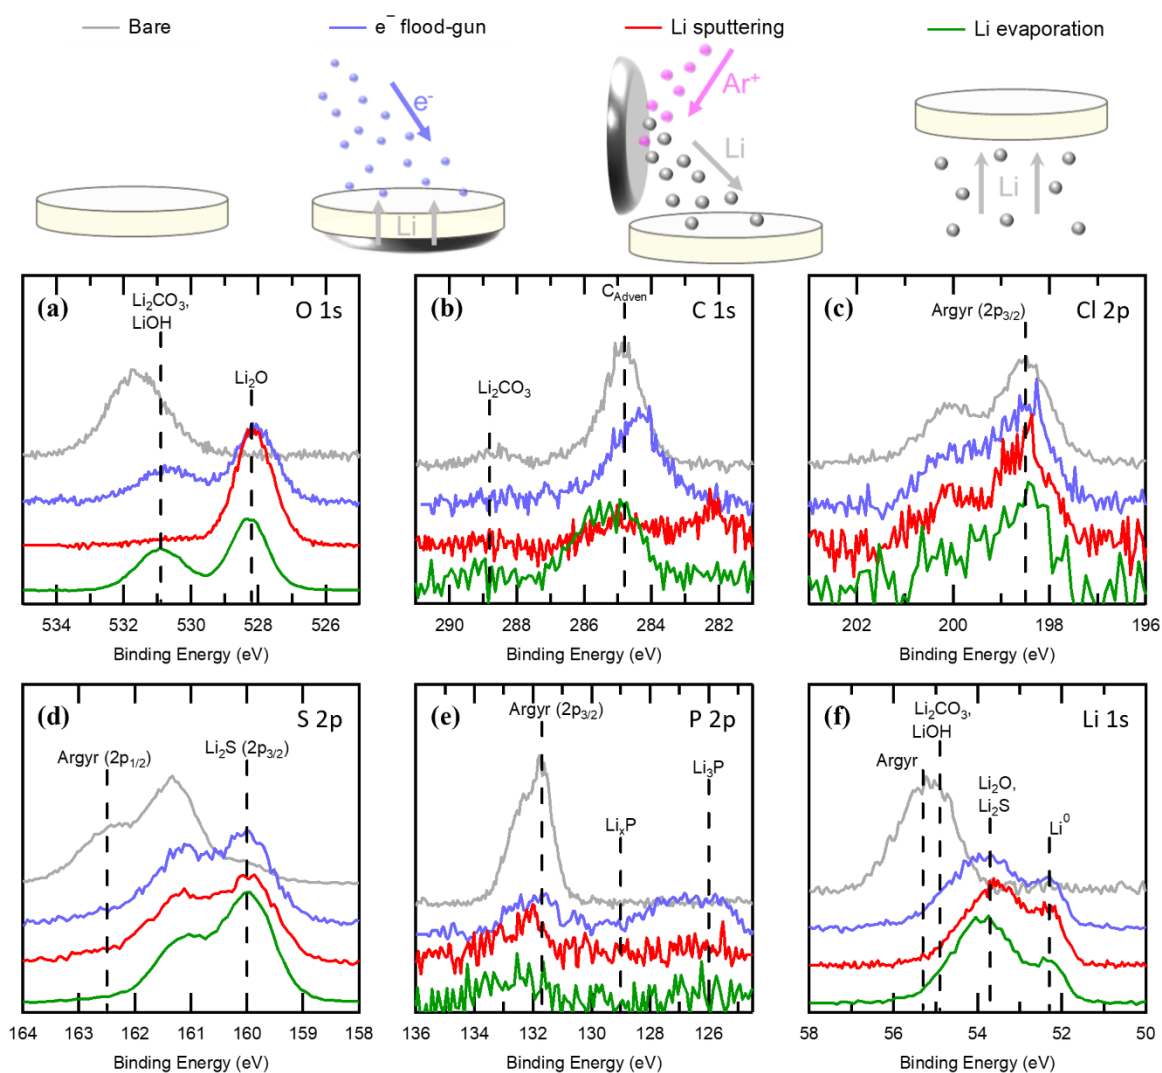 Bare
e⁻ flood-gun
Li sputtering
Li evaporation
e-
Li
Ar+
Li
Li
(a)
Li2CO3,
LiOH
O 1s
Li2O
534 532 530 528 526
Binding Energy (eV)
(b)
CAdven
C 1s
Li2CO3
290 288 286 284 282
Binding Energy (eV)
(c)
Argyr (2p3/2)
Cl 2p
202 200 198 196
Binding Energy (eV)
(d)
S 2p
Argyr (2p1/2)
Li2S (2p3/2)
164 163 162 161 160 159 158
Binding Energy (eV)
(e)
Argyr (2p3/2)
P 2p
Li3P
LixP
136 134 132 130 128 126
Binding Energy (eV)
(f)
Li2CO3,
LiOH
Li 1s
Argyr
Li2O,
Li2S
Li0
58 56 54 52 50
Binding Energy (eV)